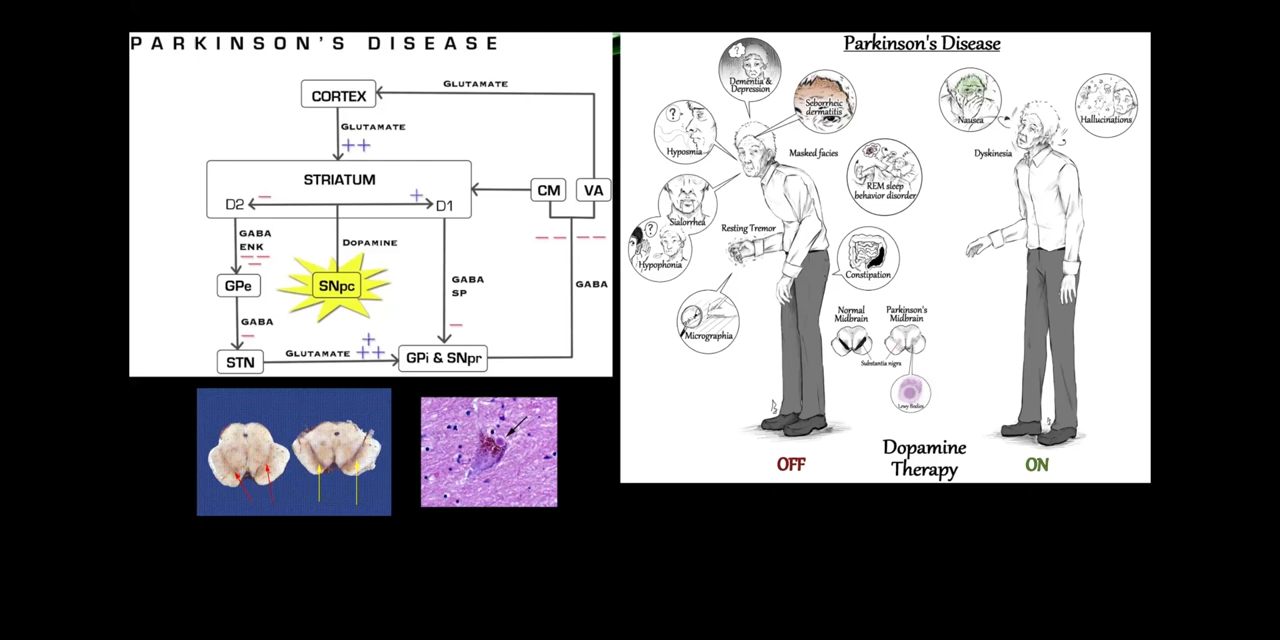 PARKINSON'S DISEASE
GLUTAMATE
CORTEX
GLUTAMATE
++
STRIATUM
CM
VA
D2
−
+
D1
GABA
ENK
− −
−
DOPAMINE
− − − −
GPe
SNpc
GABA
SP
GABA
GABA
−
−
+
++
STN
GLUTAMATE
GPi & SNpr
Parkinson's Disease
?
Dementia &
Depression
Seborrheic
dermatitis
Nausea
Hallucinations
?
Hyposmia
Masked facies
Dyskinesia
REM sleep
behavior disorder
Sialorrhea
Resting Tremor
?
Hypophonia
Constipation
Micrographia
Normal
Midbrain
Parkinson's
Midbrain
Substantia nigra
Lewy Bodies
Dopamine
Therapy
OFF
ON